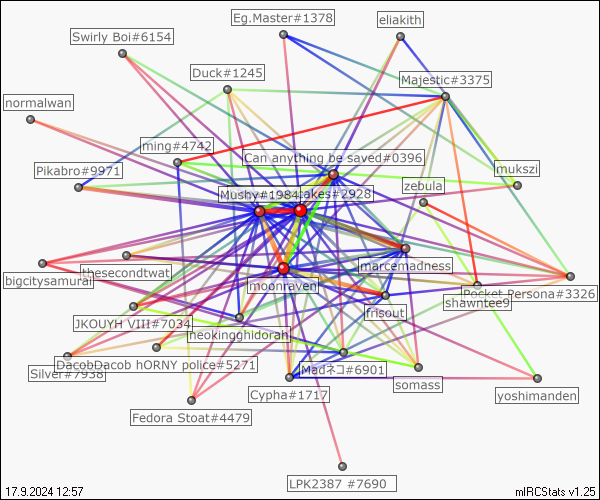 Eg.Master#1378
eliakith
Swirly Boi#6154
Duck#1245
Majestic#3375
normalwan
ming#4742
Can anything be saved#0396
Pikabro#9971
mukszi
zebula
Mushy#1984
akes#2928
thesecondtwat
marcemadness
bigcitysamurai
moonraven
Pocket Persona#3326
shawntee9
frisout
JKOUYH VIII#7034
neokingghidorah
DacobDacob hORNY police#5271
Madネコ#6901
Silver#7938
somass
Cypha#1717
yoshimanden
Fedora Stoat#4479
LPK2387 #7690
17.9.2024 12:57
mIRCStats v1.25